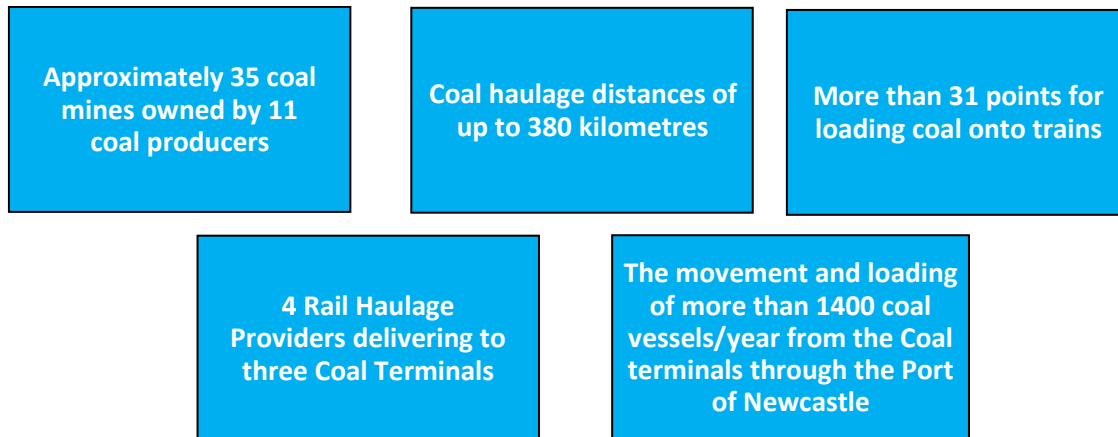 Approximately 35 coal
mines owned by 11
coal producers
Coal haulage distances of
up to 380 kilometres
More than 31 points for
loading coal onto trains
4 Rail Haulage
Providers delivering to
three Coal Terminals
The movement and loading
of more than 1400 coal
vessels/year from the Coal
terminals through the Port
of Newcastle